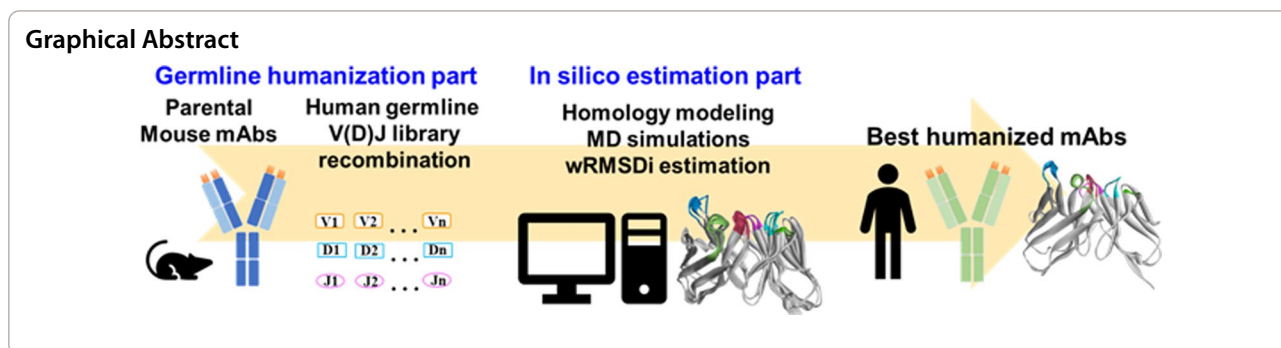 Graphical Abstract
Germline humanization part
In silico estimation part
Parental
Mouse mAbs
Human germline
V(D)J library
recombination
Homology modeling
MD simulations
wRMSDi estimation
Best humanized mAbs
V1 V2 ... Vn
D1 D2 ... Dn
J1 J2 ... Jn